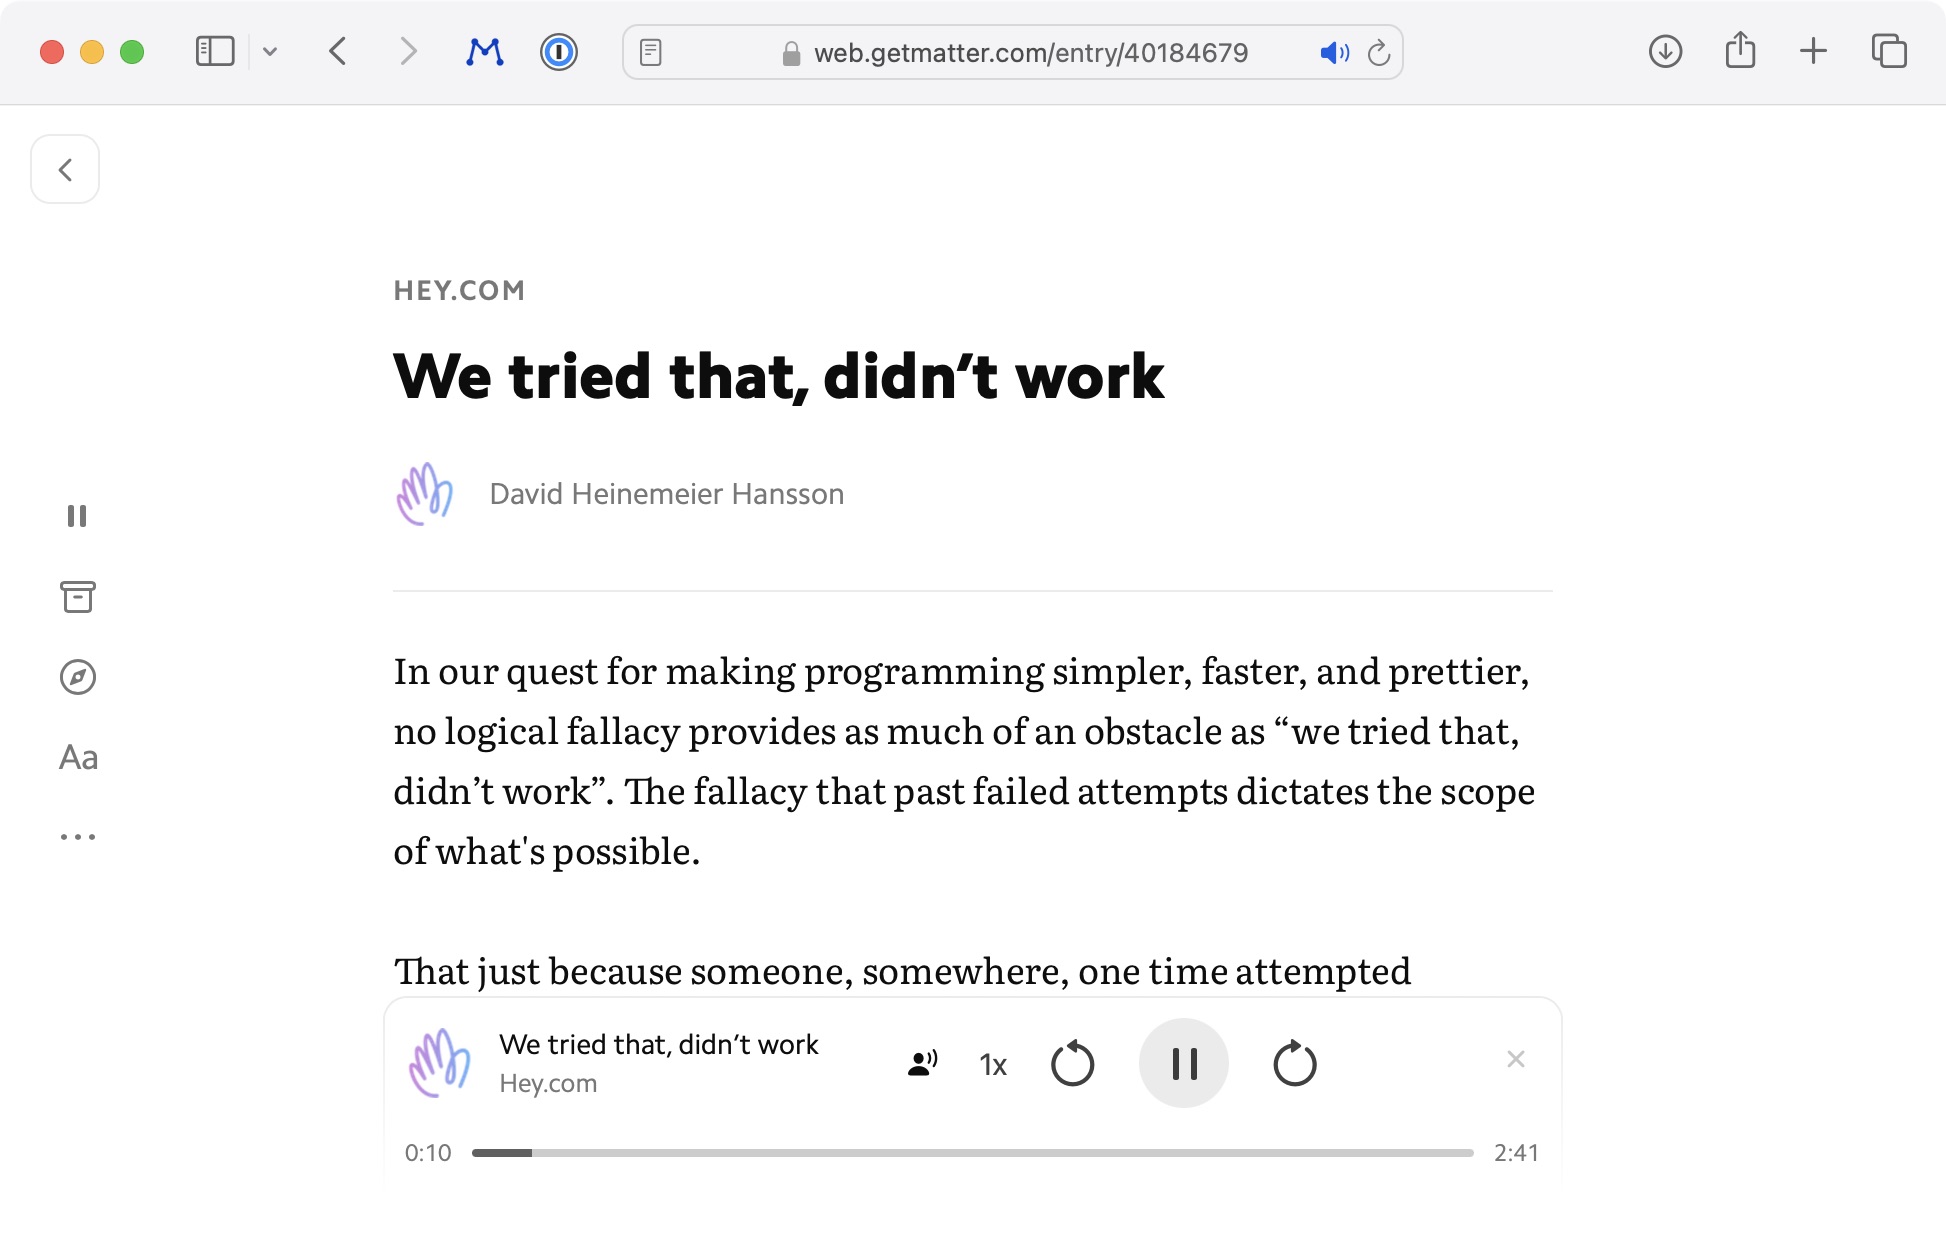 web.getmatter.com/entry/40184679
HEY.COM
We tried that, didn’t work
David Heinemeier Hansson
In our quest for making programming simpler, faster, and prettier,
no logical fallacy provides as much of an obstacle as “we tried that,
didn’t work”. The fallacy that past failed attempts dictates the scope
of what's possible.
That just because someone, somewhere, one time attempted
Aa
We tried that, didn’t work
Hey.com
1x
0:10
2:41